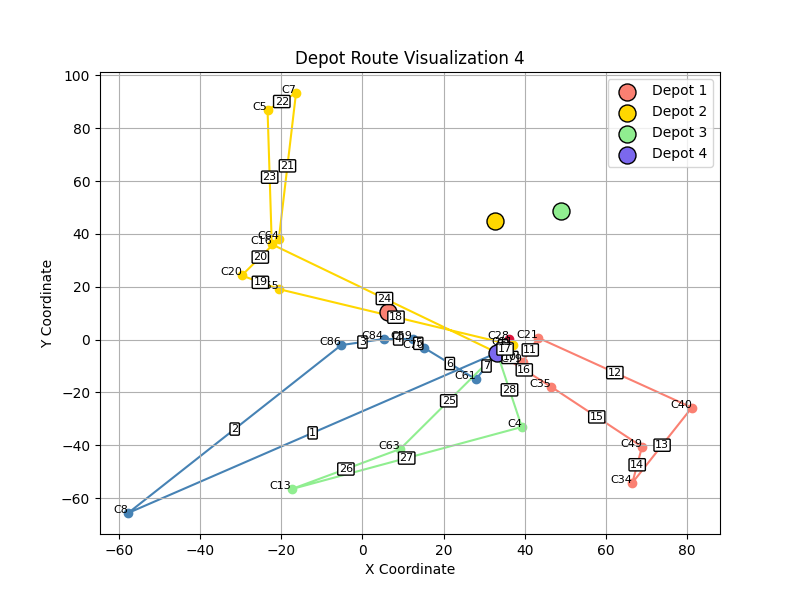 Depot Route Visualization 4
Depot 1
Depot 2
Depot 3
Depot 4
Y Coordinate
X Coordinate
100
80
60
40
20
0
−20
−40
−60
−60
−40
−20
0
20
40
60
80
C7
C5
22
21
23
C64
C16
20
C20
19
24
18
C86
3
C84
C59
6
C61
7
C28
17
C21
11
16
12
C35
C40
15
28
25
2
1
C4
C49
13
C63
27
26
14
C13
C34
C8